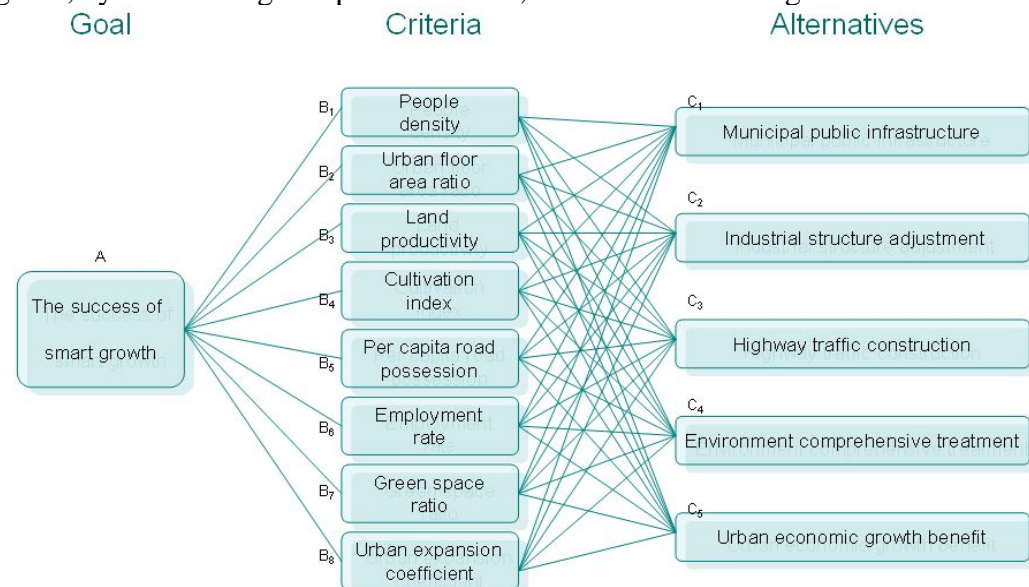 Goal
Criteria
Alternatives
A
The success of
smart growth
B1
People
density
B2
Urban floor
area ratio
B3
Land
productivity
B4
Cultivation
index
B5
Per capita road
possession
B6
Employment
rate
B7
Green space
ratio
B8
Urban expansion
coefficient
C1
Municipal public infrastructure
C2
Industrial structure adjustment
C3
Highway traffic construction
C4
Environment comprehensive treatment
C5
Urban economic growth benefit